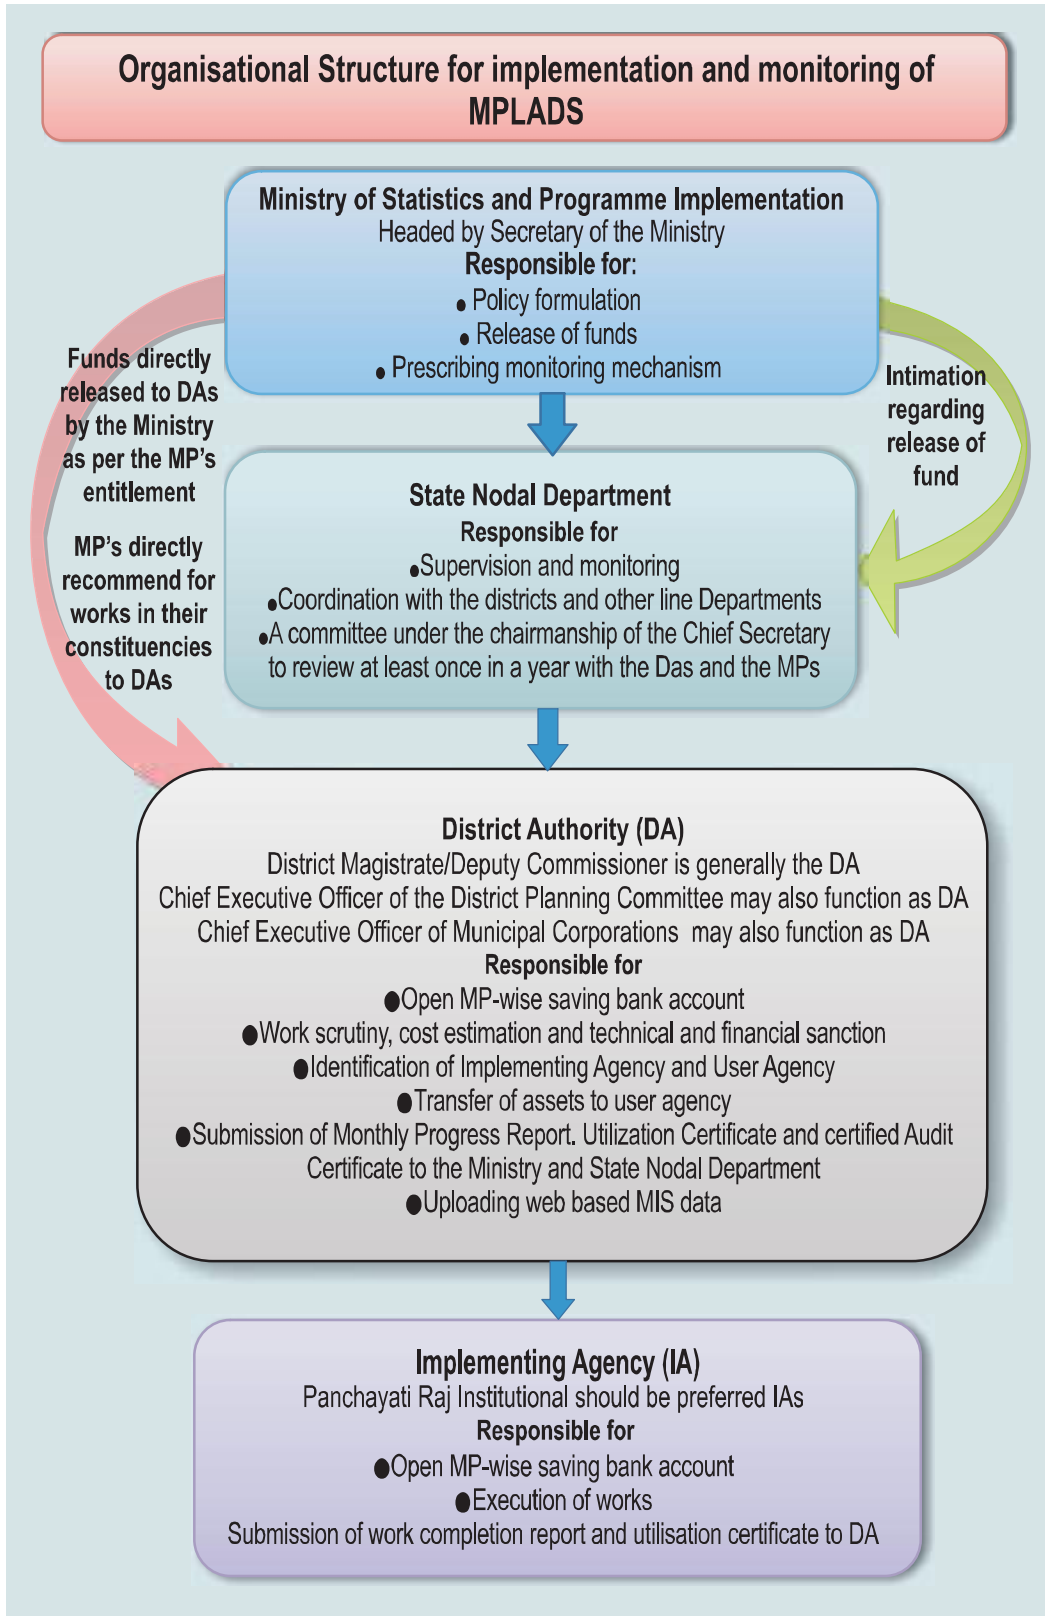 Organisational Structure for implementation and monitoring of
MPLADS
Ministry of Statistics and Programme Implementation
Headed by Secretary of the Ministry
Responsible for:
• Policy formulation
• Release of funds
• Prescribing monitoring mechanism
Funds directly
released to DAs
by the Ministry
as per the MP's
entitlement
MP's directly
recommend for
works in their
constituencies
to DAs
Intimation
regarding
release of
fund
State Nodal Department
Responsible for
•Supervision and monitoring
•Coordination with the districts and other line Departments
•A committee under the chairmanship of the Chief Secretary
to review at least once in a year with the Das and the MPs
District Authority (DA)
District Magistrate/Deputy Commissioner is generally the DA
Chief Executive Officer of the District Planning Committee may also function as DA
Chief Executive Officer of Municipal Corporations may also function as DA
Responsible for
●Open MP-wise saving bank account
●Work scrutiny, cost estimation and technical and financial sanction
●Identification of Implementing Agency and User Agency
●Transfer of assets to user agency
●Submission of Monthly Progress Report. Utilization Certificate and certified Audit
Certificate to the Ministry and State Nodal Department
●Uploading web based MIS data
Implementing Agency (IA)
Panchayati Raj Institutional should be preferred IAs
Responsible for
●Open MP-wise saving bank account
●Execution of works
Submission of work completion report and utilisation certificate to DA